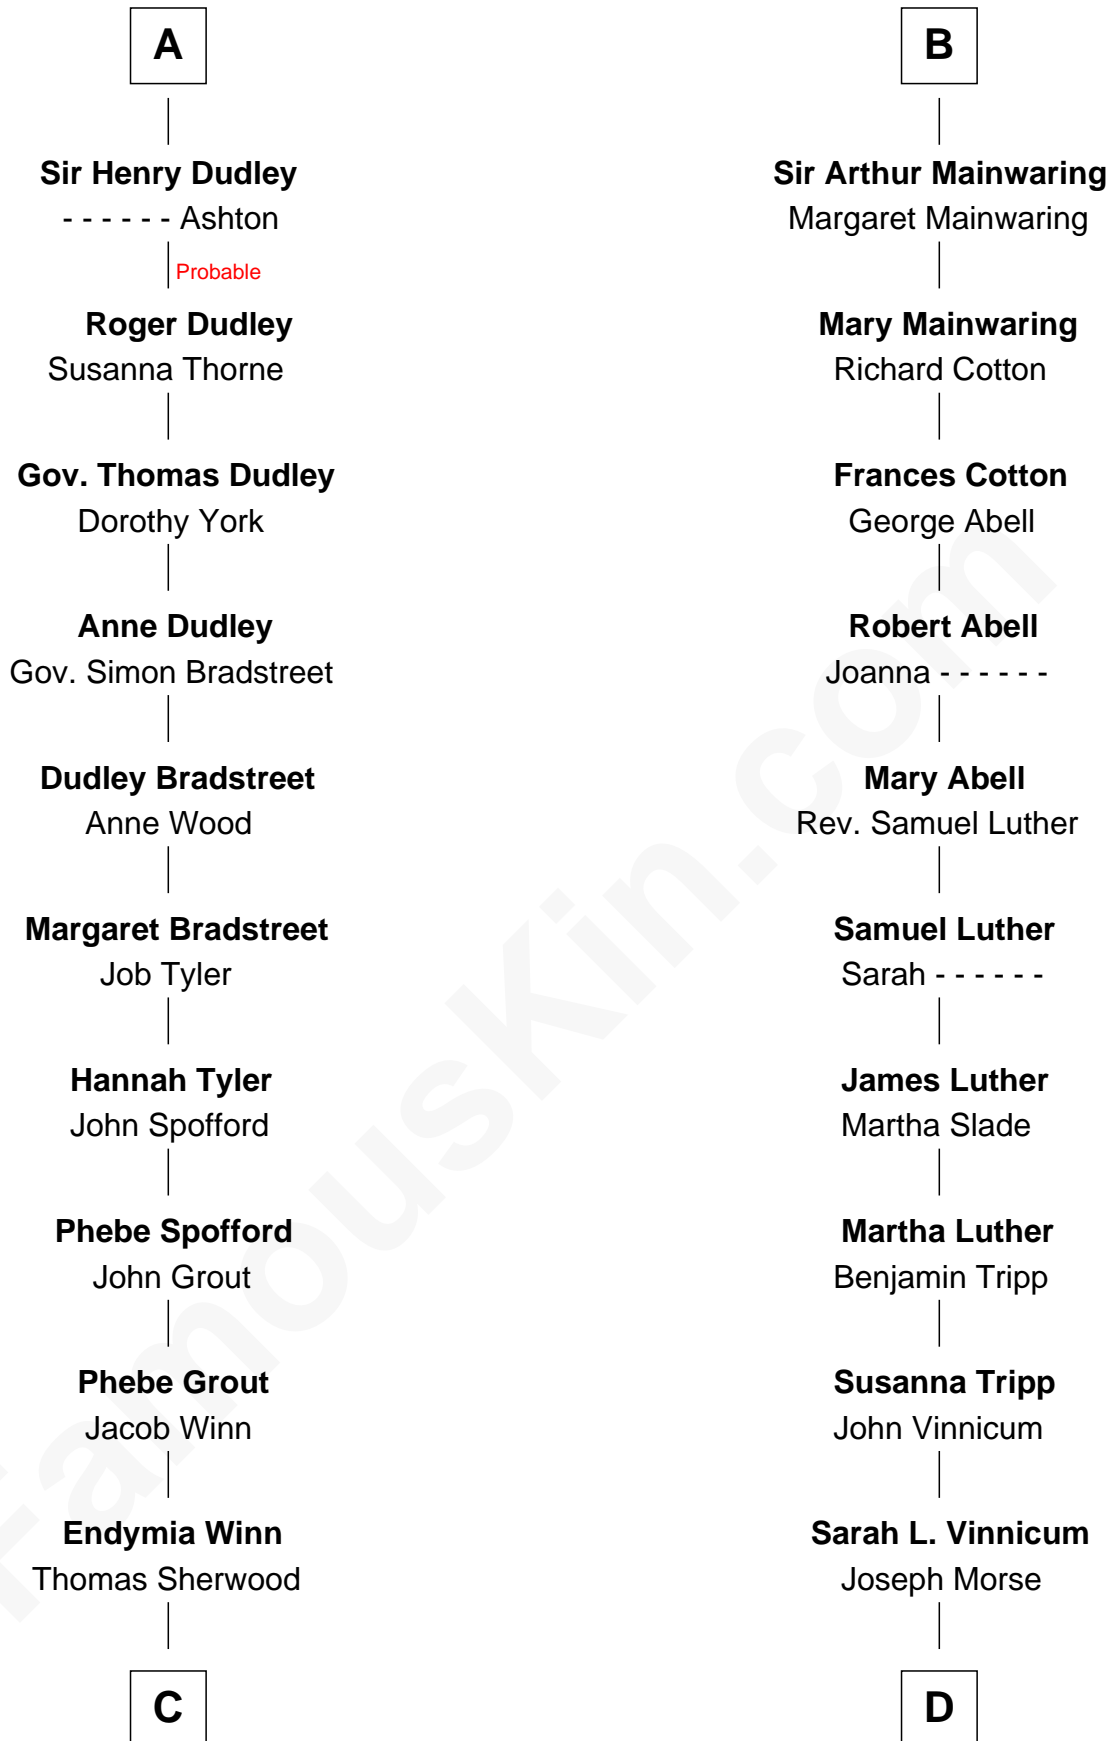 A
Sir Henry Dudley
- - - - - - Ashton
Probable
Roger Dudley
Susanna Thorne
Gov. Thomas Dudley
Dorothy York
Anne Dudley
Gov. Simon Bradstreet
Dudley Bradstreet
Anne Wood
Margaret Bradstreet
Job Tyler
Hannah Tyler
John Spofford
Phebe Spofford
John Grout
Phebe Grout
Jacob Winn
Endymia Winn
Thomas Sherwood
C
B
Sir Arthur Mainwaring
Margaret Mainwaring
Mary Mainwaring
Richard Cotton
Frances Cotton
George Abell
Robert Abell
Joanna - - - - - -
Mary Abell
Rev. Samuel Luther
Samuel Luther
Sarah - - - - - -
James Luther
Martha Slade
Martha Luther
Benjamin Tripp
Susanna Tripp
John Vinnicum
Sarah L. Vinnicum
Joseph Morse
D
FamousKin.com